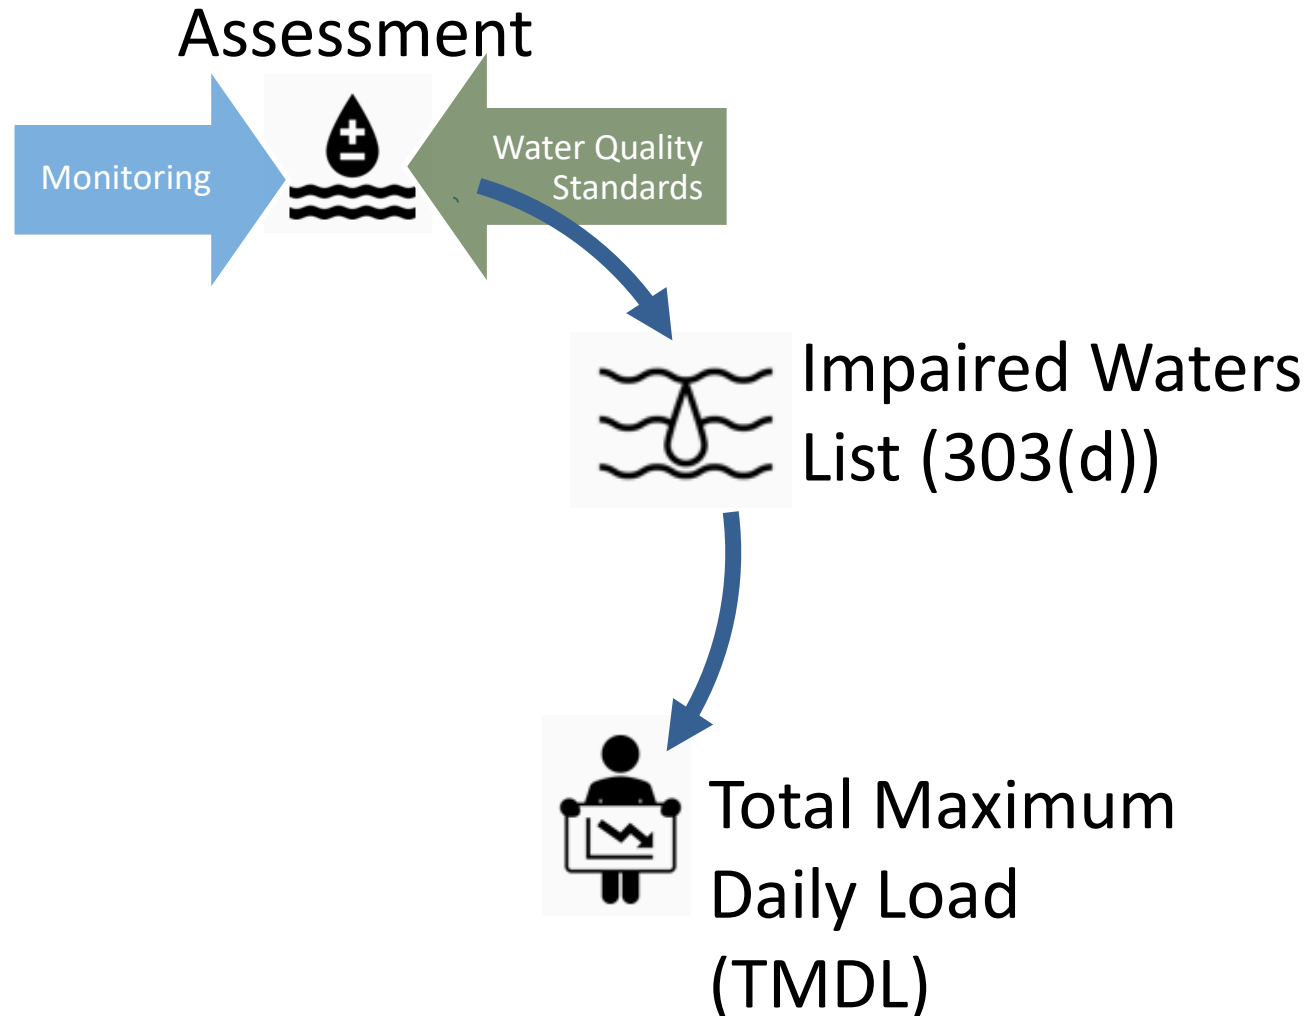 Assessment
Monitoring
Water Quality
Standards
Impaired Waters
List (303(d))
Total Maximum
Daily Load
(TMDL)